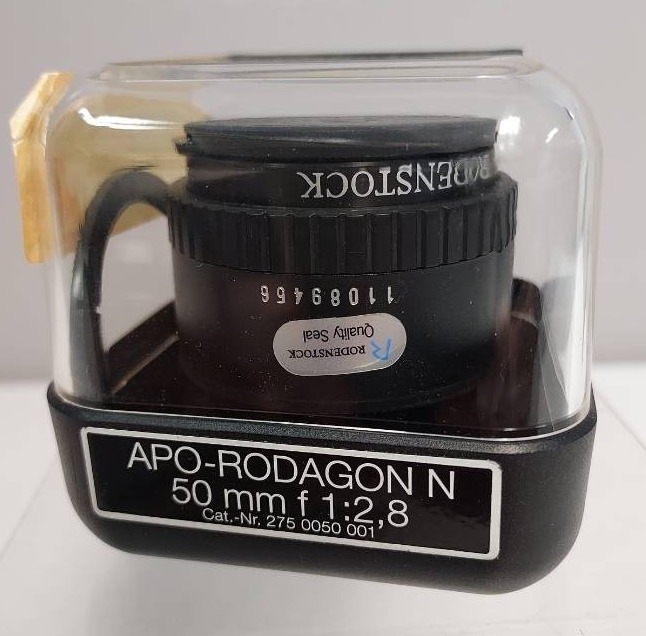 RODENSTOCK
11089456
R
RODENSTOCK
Quality Seal
APO-RODAGON N
50 mm f 1:2,8
Cat.-Nr. 275 0050 001